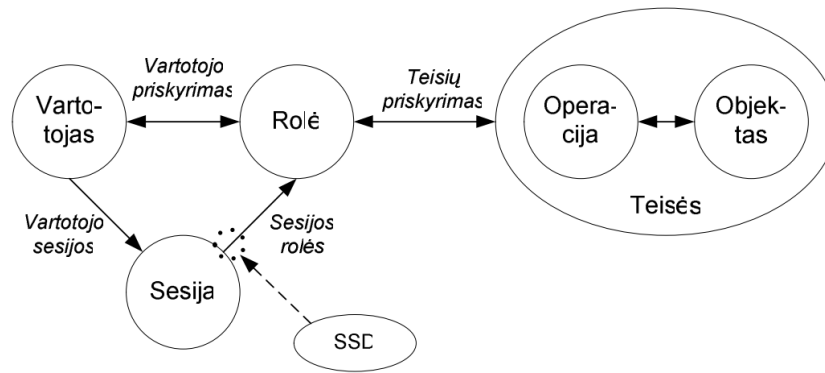 Vartotojo
priskyrimas
Teisių
priskyrimas
Varto-
tojas
Rolė
Opera-
cija
Objek-
tas
Teisės
Vartotojo
sesijos
Sesijos
rolės
Sesija
SSD